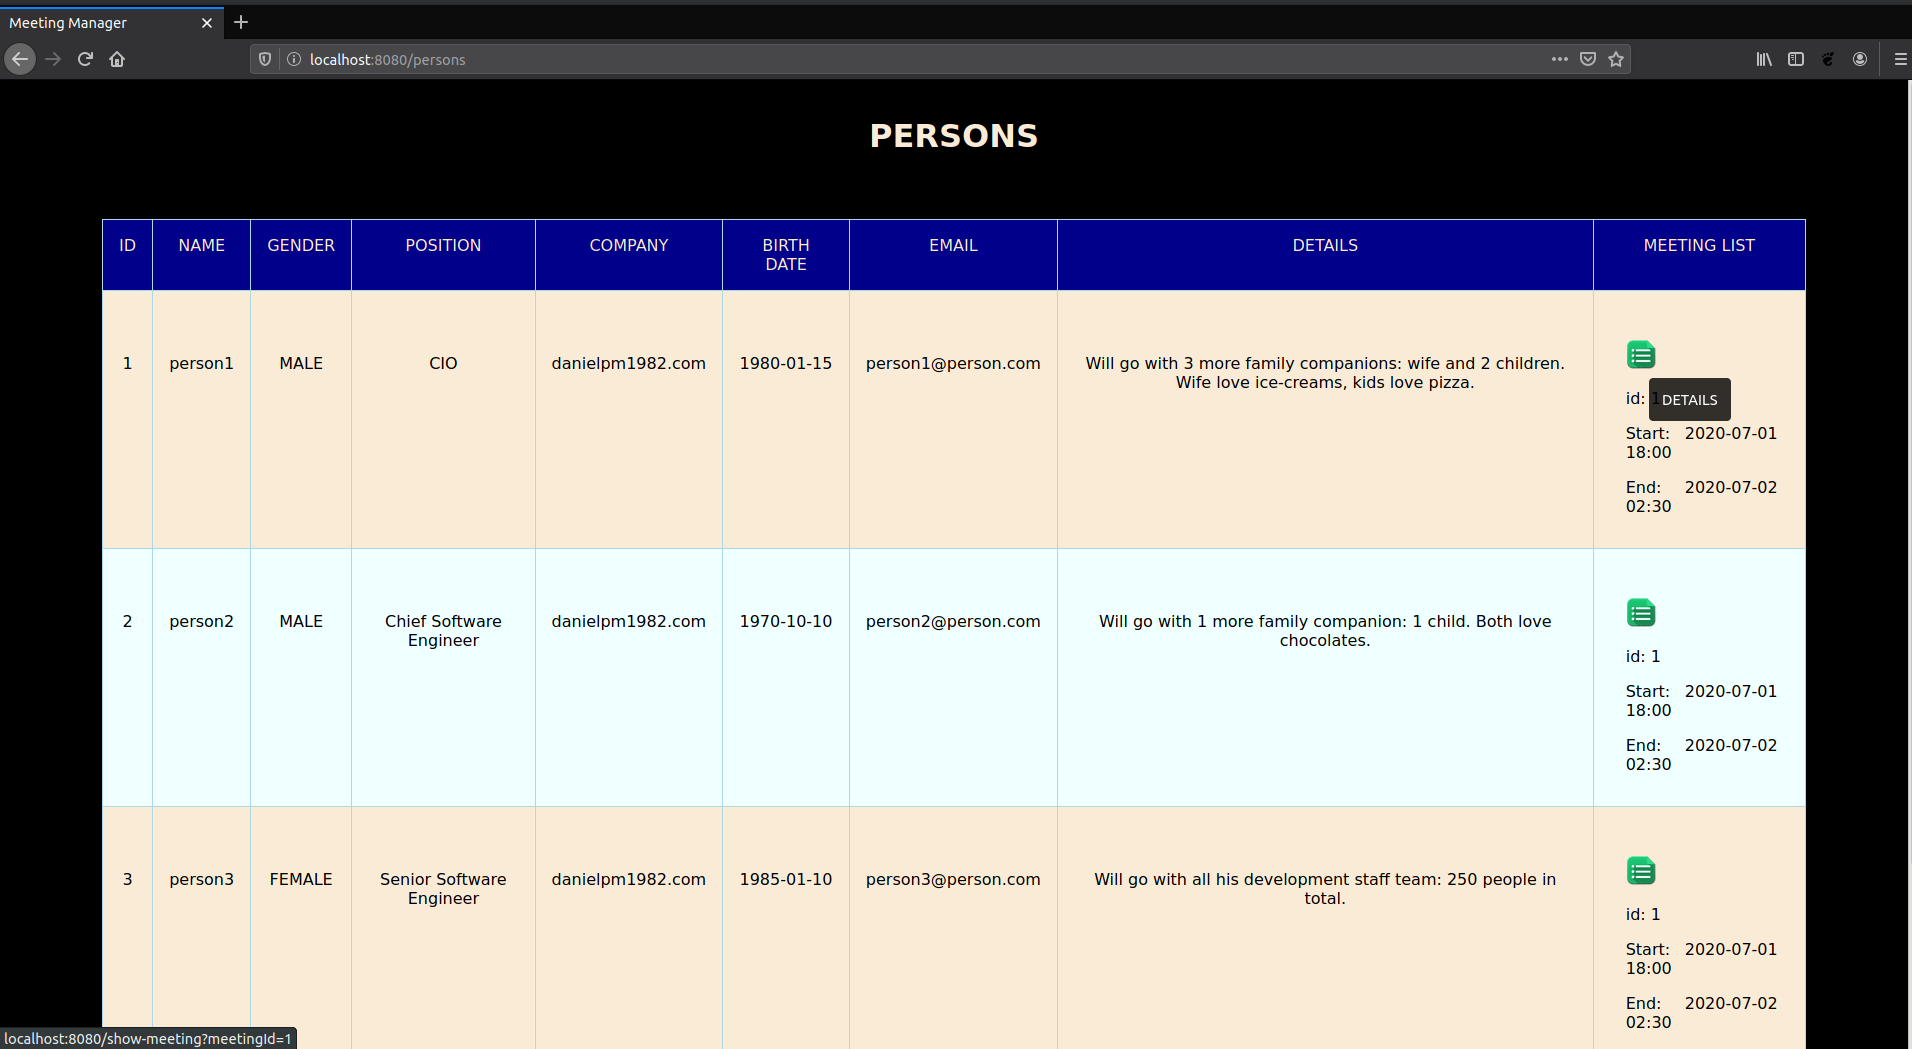 Meeting Manager
localhost:8080/persons
PERSONS
ID NAME GENDER POSITION COMPANY BIRTH DATE EMAIL DETAILS MEETING LIST
1 person1 MALE CIO danielpm1982.com 1980-01-15 person1@person.com Will go with 3 more family companions: wife and 2 children.
Wife love ice-creams, kids love pizza.
id: 1
DETAILS
Start: 2020-07-01
18:00
End: 2020-07-02
02:30
2 person2 MALE Chief Software Engineer danielpm1982.com 1970-10-10 person2@person.com Will go with 1 more family companion: 1 child. Both love
chocolates.
id: 1
Start: 2020-07-01
18:00
End: 2020-07-02
02:30
3 person3 FEMALE Senior Software Engineer danielpm1982.com 1985-01-10 person3@person.com Will go with all his development staff team: 250 people in
total.
id: 1
Start: 2020-07-01
18:00
End: 2020-07-02
02:30
localhost:8080/show-meeting?meetingId=1